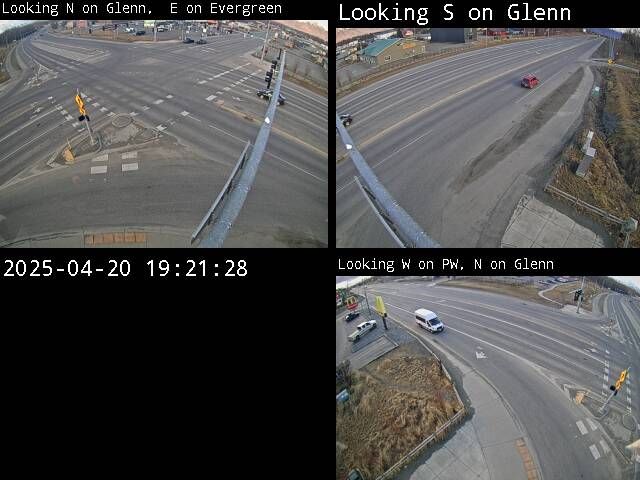 Looking N on Glenn,  E on Evergreen
Looking S on Glenn
2025-04-20 19:21:28
Looking W on PW, N on Glenn